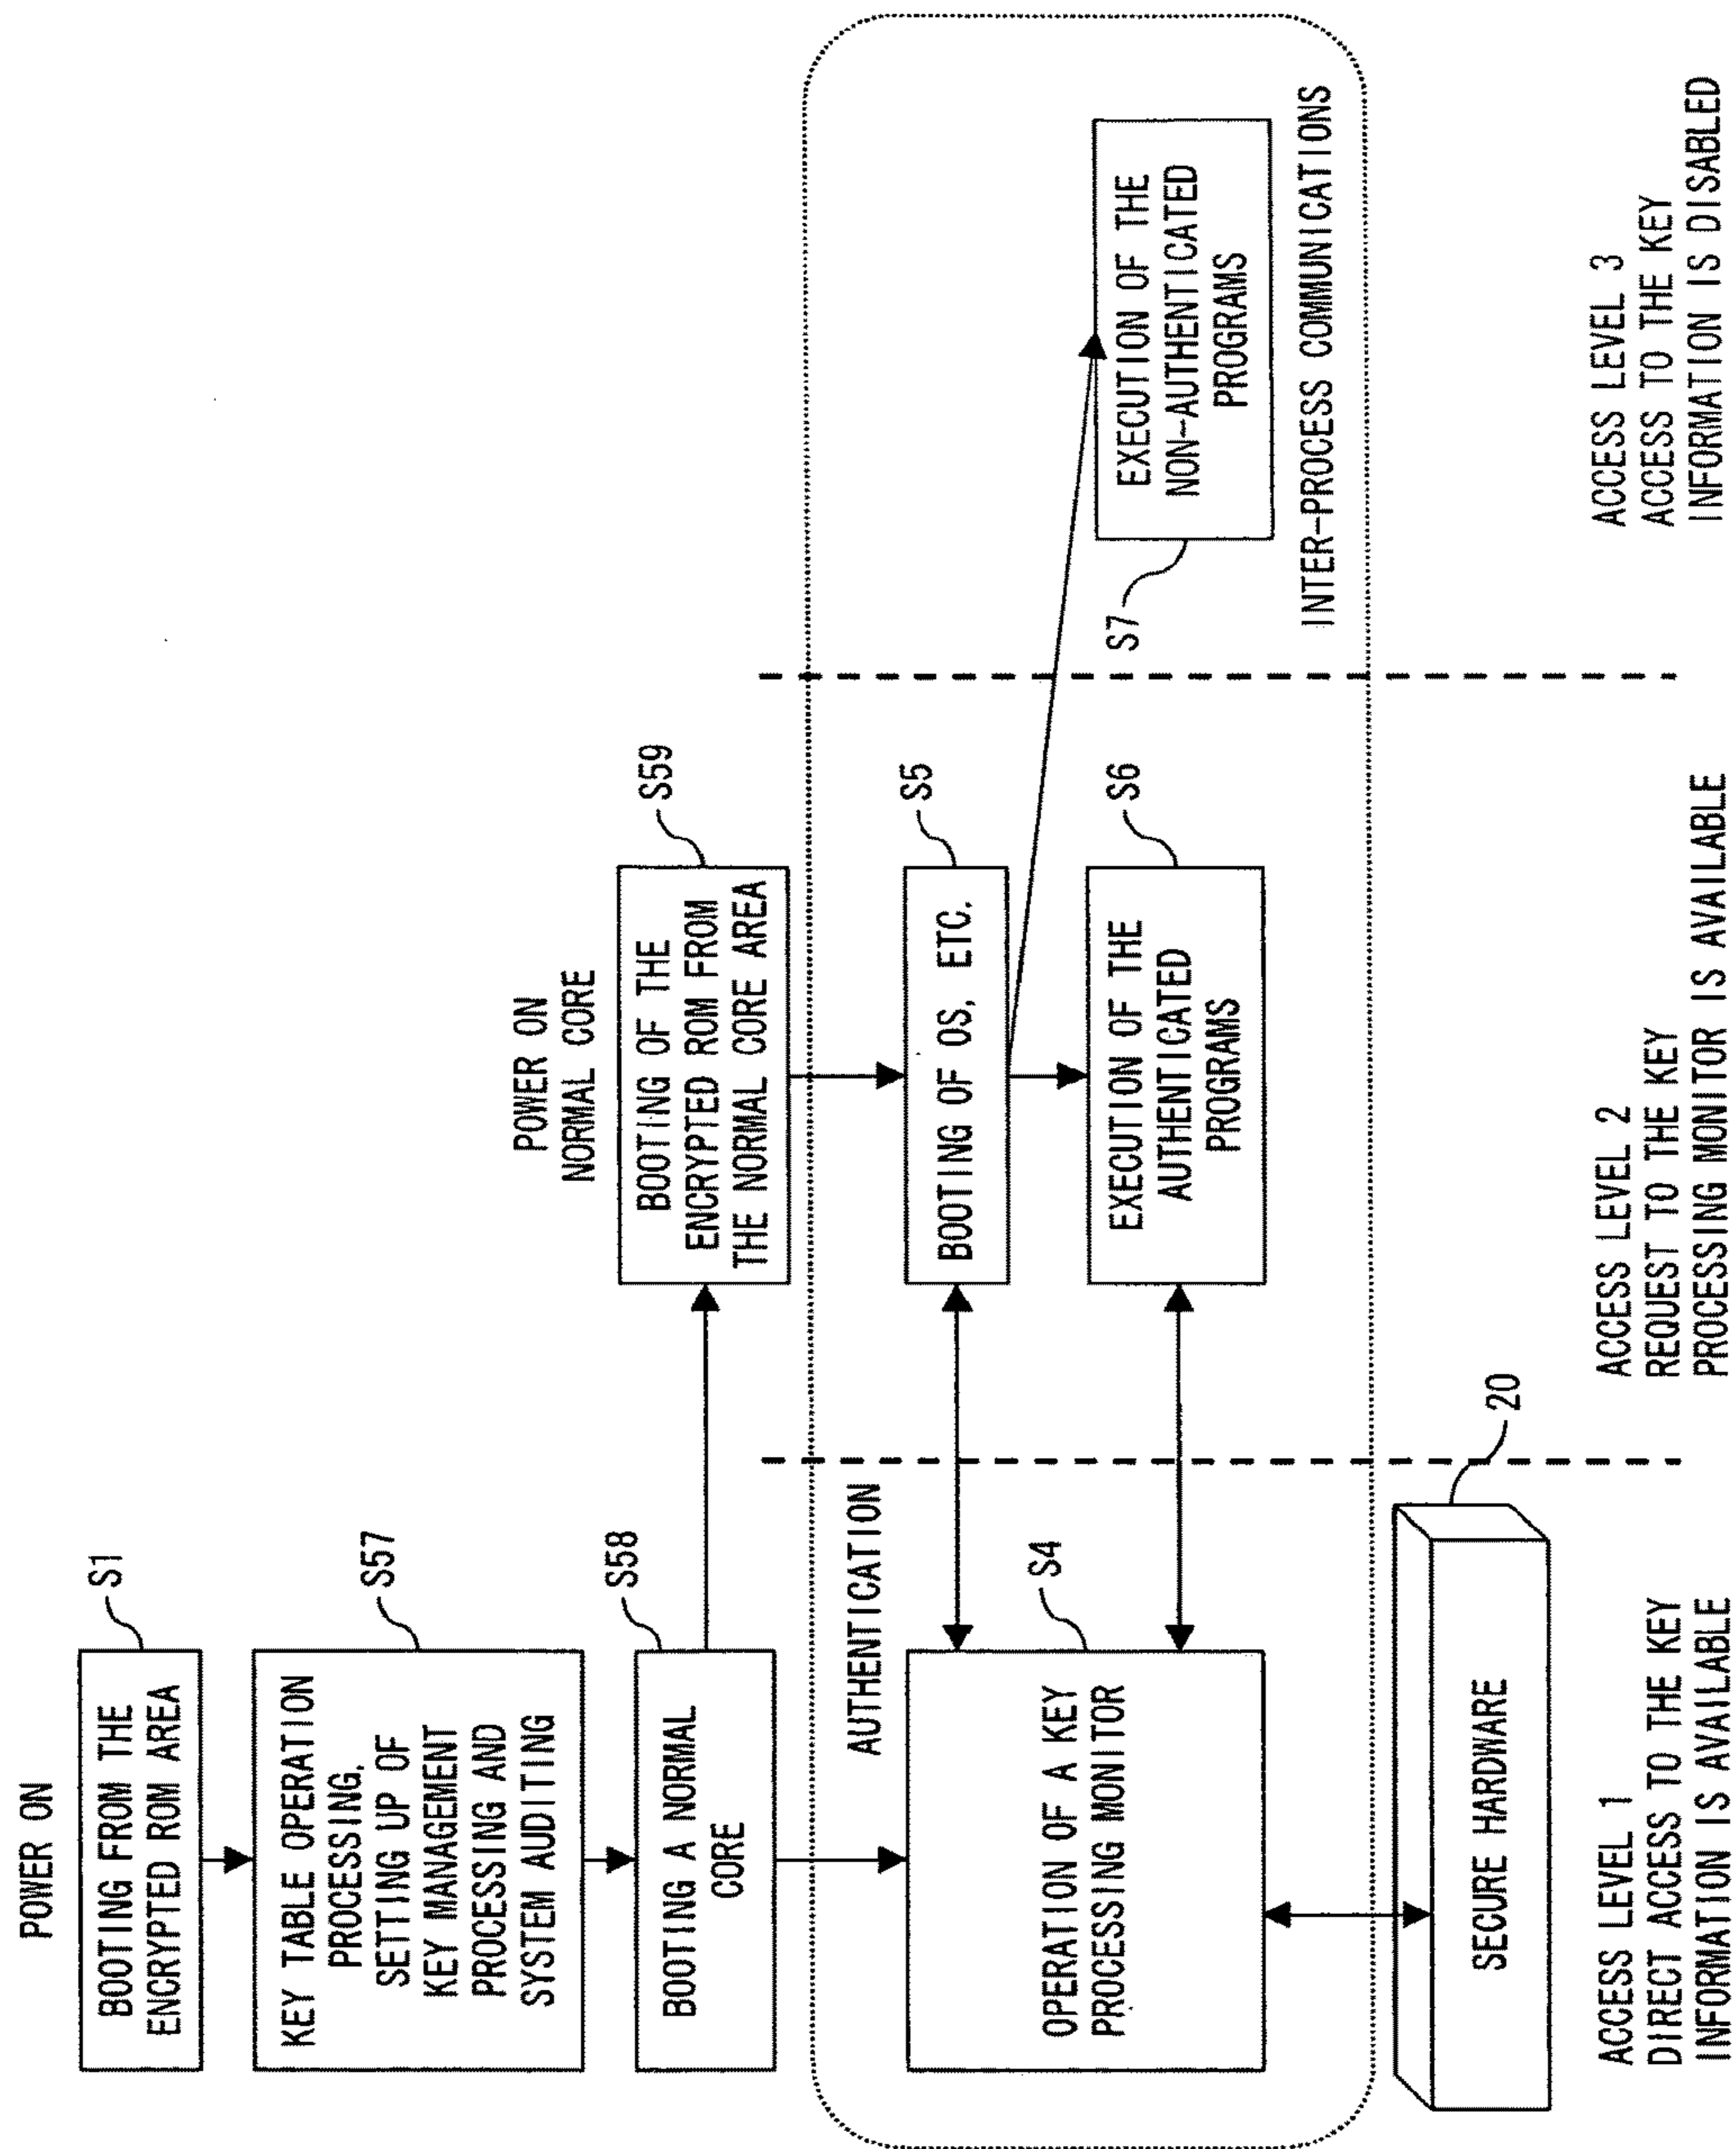 POWER ON
BOOTING FROM THE
ENCRYPTED ROM AREA
S1
KEY TABLE OPERATION
PROCESSING,
SETTING UP OF
KEY MANAGEMENT
PROCESSING AND
SYSTEM AUDITING
S57
BOOTING A NORMAL
CORE
S58
POWER ON
NORMAL CORE
BOOTING OF THE
ENCRYPTED ROM FROM
THE NORMAL CORE AREA
S59
AUTHENTICATION
OPERATION OF A KEY
PROCESSING MONITOR
S4
BOOTING OF OS, ETC.
S5
EXECUTION OF THE
AUTHENTICATED
PROGRAMS
S6
EXECUTION OF THE
NON-AUTHENTICATED
PROGRAMS
S7
INTER-PROCESS COMMUNICATIONS
SECURE HARDWARE
20
ACCESS LEVEL 1
DIRECT ACCESS TO THE KEY
INFORMATION IS AVAILABLE
ACCESS LEVEL 2
REQUEST TO THE KEY
PROCESSING MONITOR IS AVAILABLE
ACCESS LEVEL 3
ACCESS TO THE KEY
INFORMATION IS DISABLED